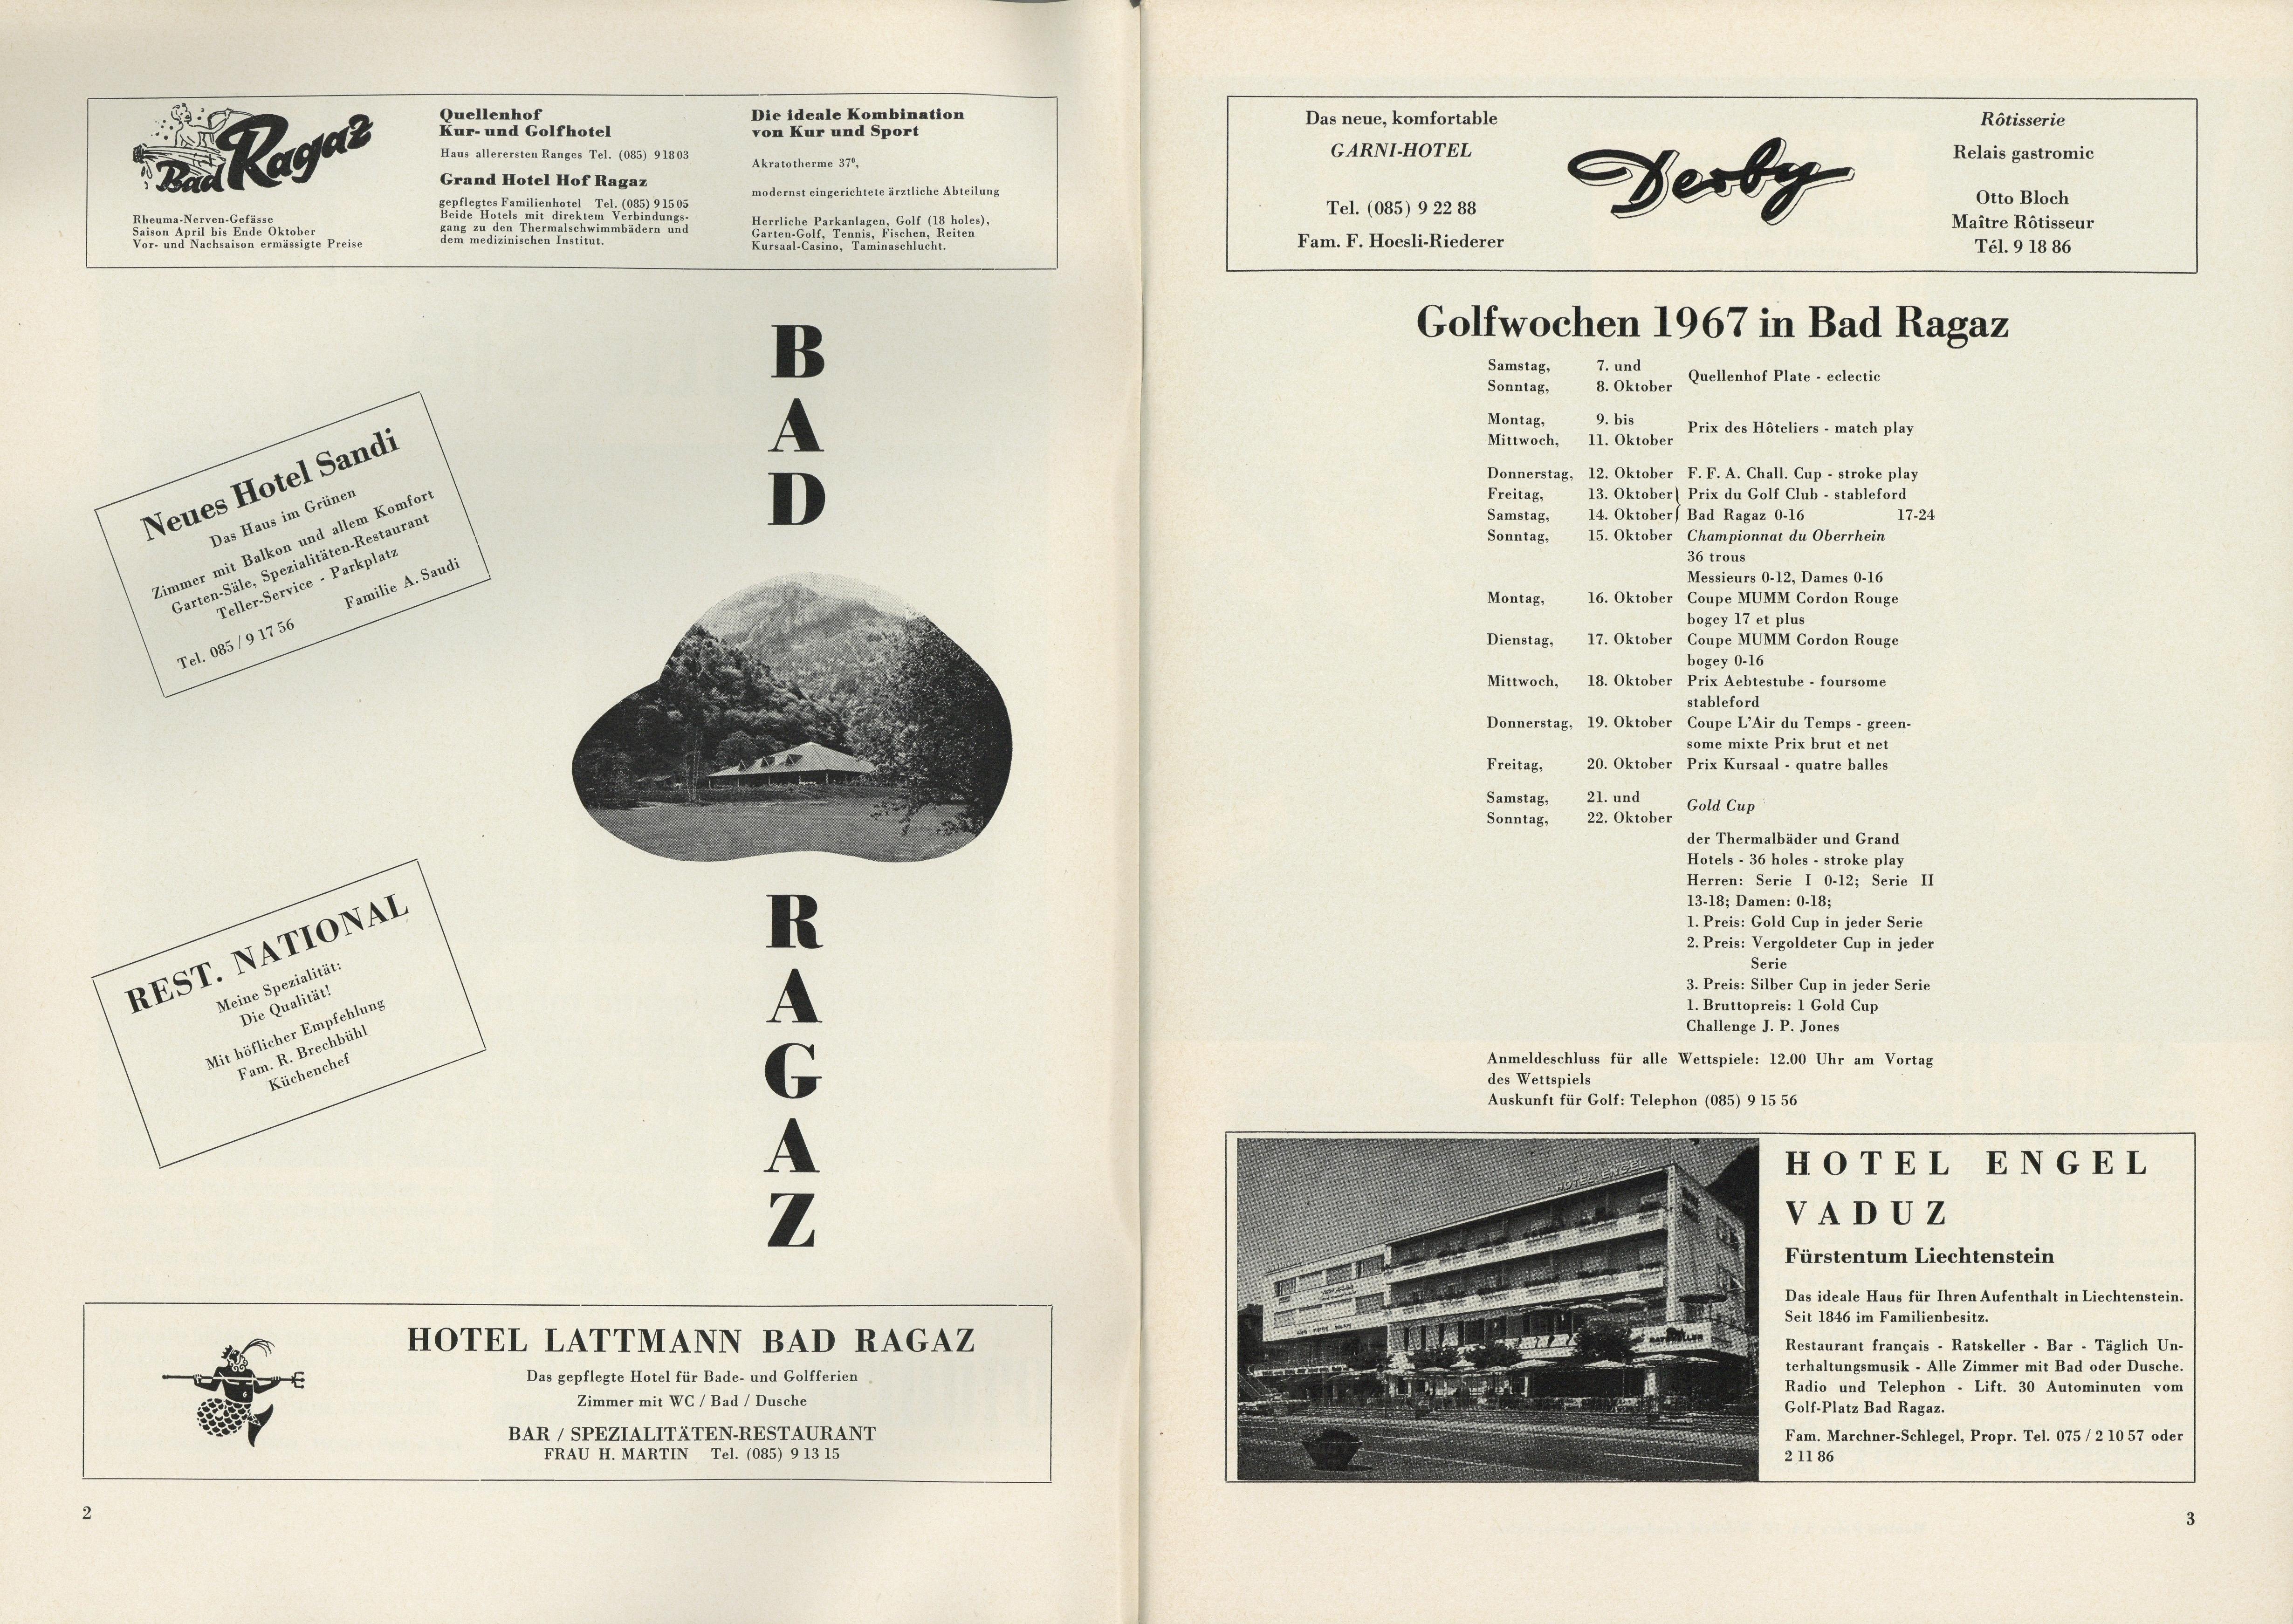 Bad Ragaz
Rheuma-Nerven-Gefässe
Saison April bis Ende Oktober
Vor- und Nachsaison ermässigte Preise
Quellenhof
Kur- und Golfhotel
Haus allerersten Ranges Tel. (085) 9 18 03
Grand Hotel Hof Ragaz
gepflegtes Familienhotel Tel. (085) 9 15 05
Beide Hotels mit direktem Verbindungs-
gang zu den Thermalschwimmbädern und
dem medizinischen Institut.
Die ideale Kombination
von Kur und Sport
Akratotherme 37⁰,
modernst eingerichtete ärztliche Abteilung
Herrliche Parkanlagen, Golf (18 holes),
Garten-Golf, Tennis, Fischen, Reiten
Kursaal-Casino, Taminaschlucht.
BAD
Neues Hotel Sandi
Das Haus im Grünen
Zimmer mit Balkon und allem Komfort
Garten-Säle, Spezialitäten-Restaurant
Teller-Service - Parkplatz
Familie A. Saudi
Tel. 085 / 9 17 56
REST. NATIONAL
Meine Spezialität:
Die Qualität!
Mit höflicher Empfehlung
Fam. R. Brechbühl
Küchenchef
RAGAZ
HOTEL LATTMANN BAD RAGAZ
Das gepflegte Hotel für Bade- und Golfferien
Zimmer mit WC / Bad / Dusche
BAR / SPEZIALITÄTEN-RESTAURANT
FRAU H. MARTIN Tel. (085) 9 13 15
2
Das neue, komfortable
GARNI-HOTEL
Tel. (085) 9 22 88
Fam. F. Hoesli-Riederer
Derby
Rôtisserie
Relais gastromic
Otto Bloch
Maître Rôtisseur
Tél. 9 18 86
Golfwochen 1967 in Bad Ragaz
Samstag, 7. und
Sonntag, 8. Oktober Quellenhof Plate - eclectic
Montag, 9. bis
Mittwoch, 11. Oktober Prix des Hôteliers - match play
Donnerstag, 12. Oktober F. F. A. Chall. Cup - stroke play
Freitag, 13. Oktober Prix du Golf Club - stableford
Samstag, 14. Oktober Bad Ragaz 0-16 17-24
Sonntag, 15. Oktober Championnat du Oberrhein
36 trous
Messieurs 0-12, Dames 0-16
Montag, 16. Oktober Coupe MUMM Cordon Rouge
bogey 17 et plus
Dienstag, 17. Oktober Coupe MUMM Cordon Rouge
bogey 0-16
Mittwoch, 18. Oktober Prix Aebtestube - foursome
stableford
Donnerstag, 19. Oktober Coupe L'Air du Temps - green-
some mixte Prix brut et net
Freitag, 20. Oktober Prix Kursaal - quatre balles
Samstag, 21. und
Sonntag, 22. Oktober Gold Cup
der Thermalbäder und Grand
Hotels - 36 holes - stroke play
Herren: Serie I 0-12; Serie II
13-18; Damen: 0-18;
1. Preis: Gold Cup in jeder Serie
2. Preis: Vergoldeter Cup in jeder
Serie
3. Preis: Silber Cup in jeder Serie
1. Bruttopreis: 1 Gold Cup
Challenge J. P. Jones
Anmeldeschluss für alle Wettspiele: 12.00 Uhr am Vortag
des Wettspiels
Auskunft für Golf: Telephon (085) 9 15 56
HOTEL ENGEL
RATSKELLER
HOTEL ENGEL
VADUZ
Fürstentum Liechtenstein
Das ideale Haus für Ihren Aufenthalt in Liechtenstein.
Seit 1846 im Familienbesitz.
Restaurant français - Ratskeller - Bar - Täglich Un-
terhaltungsmusik - Alle Zimmer mit Bad oder Dusche.
Radio und Telephon - Lift. 30 Autominuten vom
Golf-Platz Bad Ragaz.
Fam. Marchner-Schlegel, Propr. Tel. 075 / 2 10 57 oder
2 11 86
3